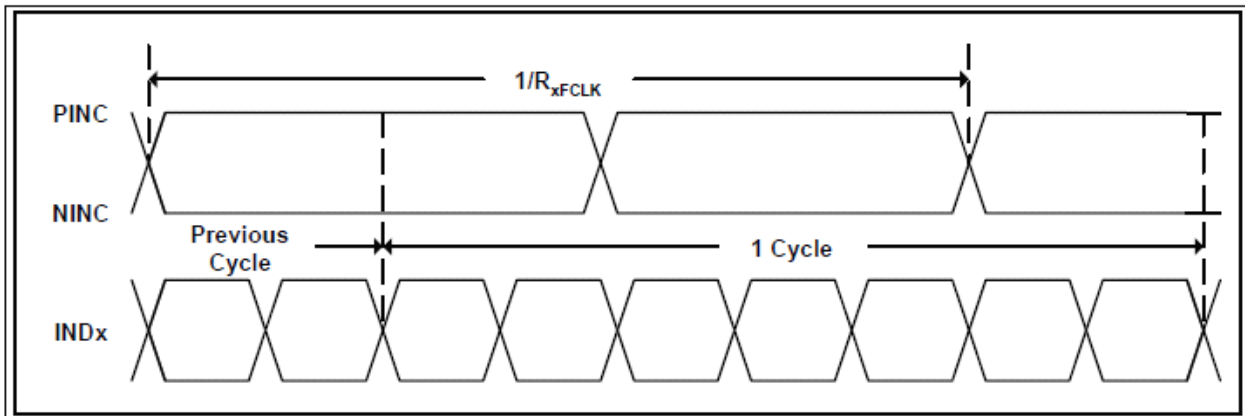 1/RxFCLK
PINC
NINC
Previous
Cycle
1 Cycle
INDx